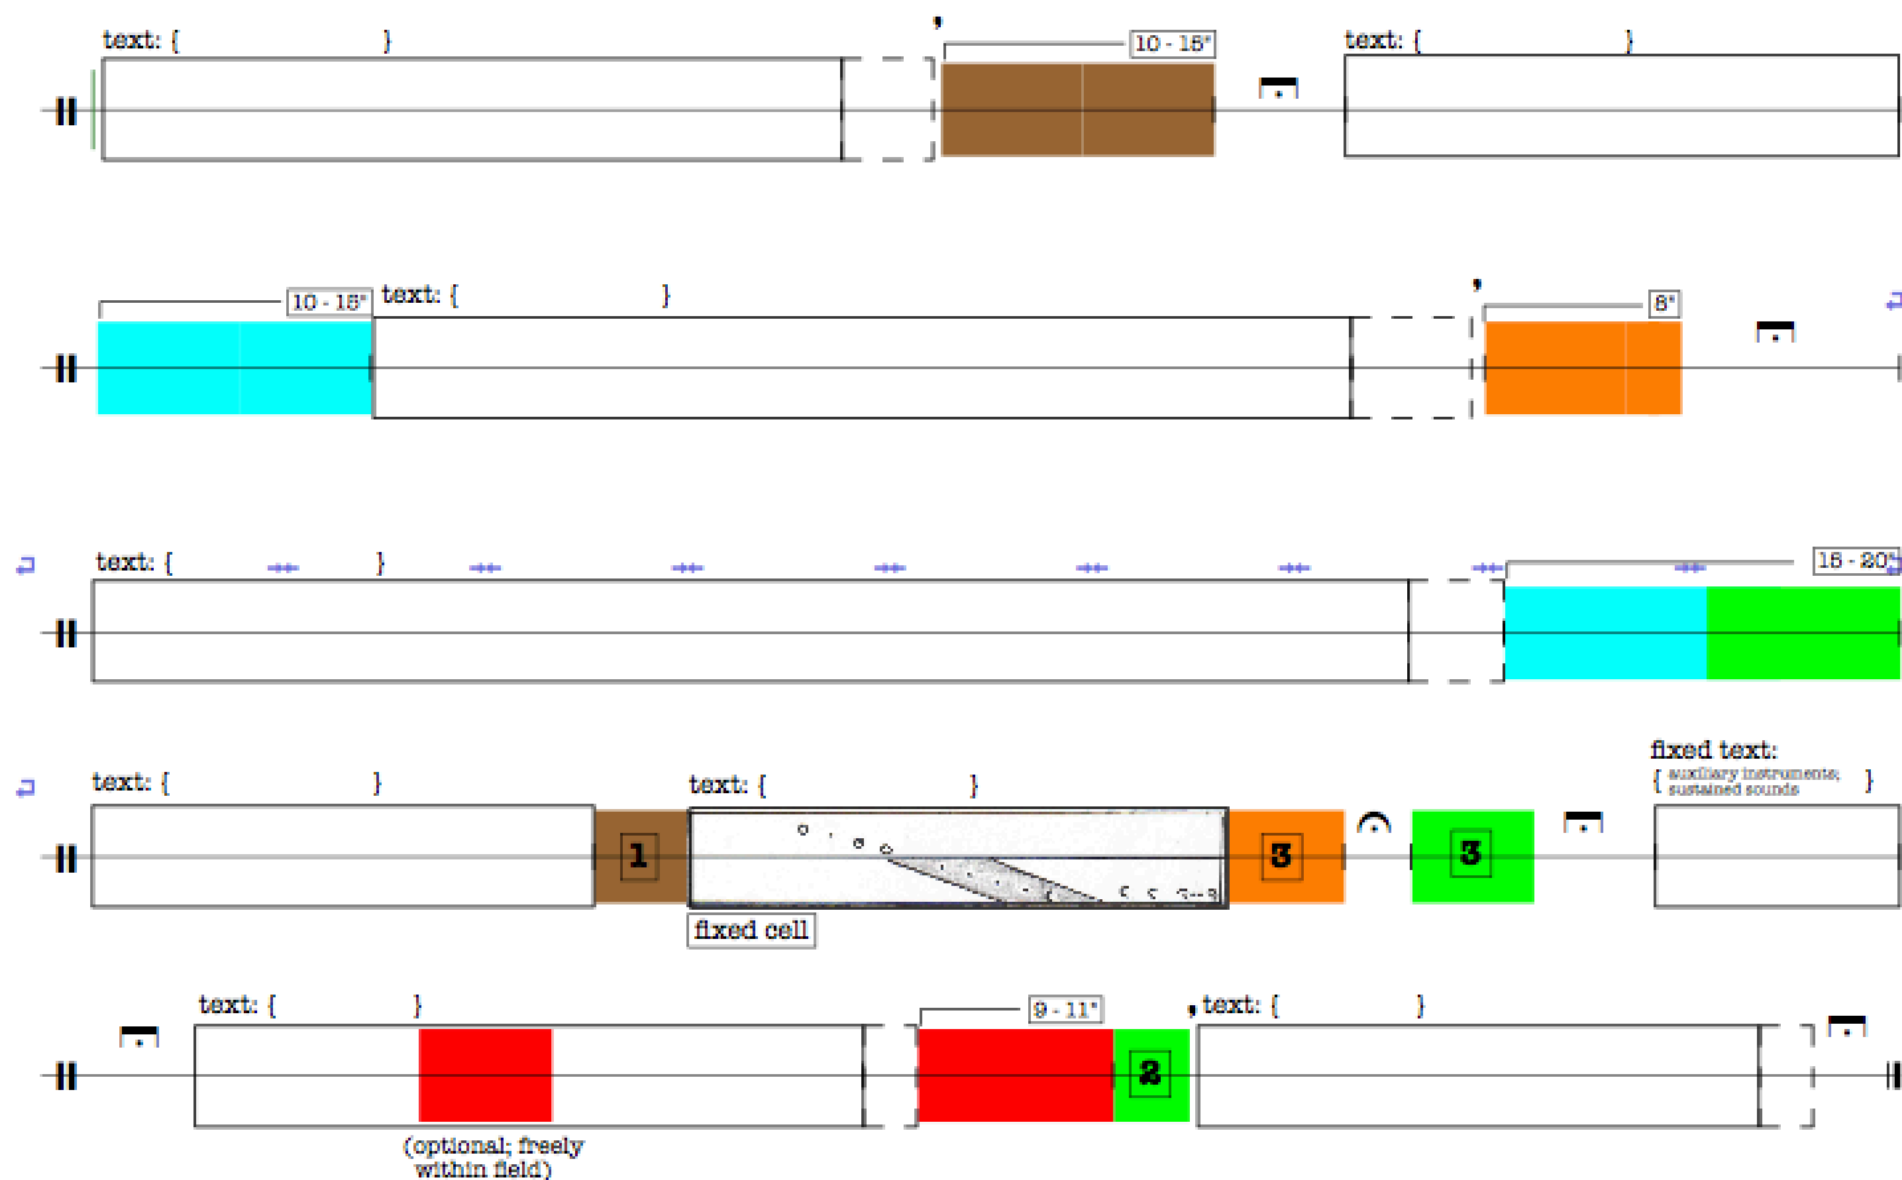 text: { }
,
10 - 15"
text: { }
10 - 15"
text: { }
,
8"
text: { }
15 - 20"
text: { }
1
text: { }
fixed cell
3
3
fixed text:
{ auxiliary instruments; }
sustained sounds
text: { }
(optional; freely
within field)
9 - 11"
2
,
text: { }